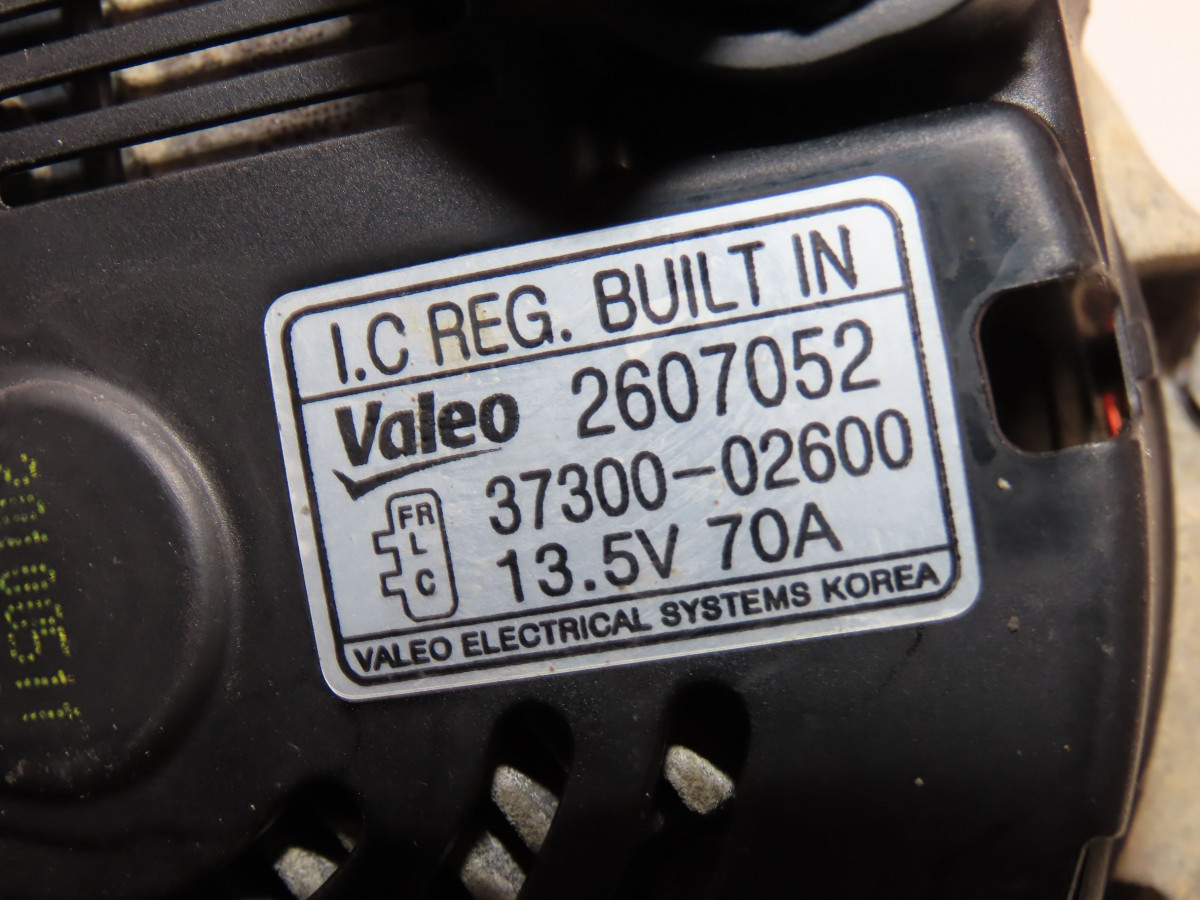 I.C REG. BUILT IN
Valeo 2607052
37300-02600
FR
L
C
13.5V 70A
VALEO ELECTRICAL SYSTEMS KOREA